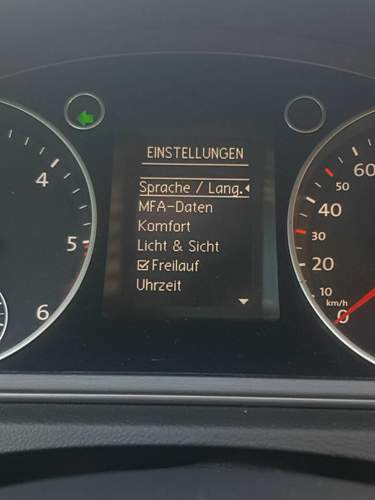 EINSTELLUNGEN
Sprache / Lang.
MFA-Daten
Komfort
Licht & Sicht
Freilauf
Uhrzeit
4
5
6
60
50
40
30
20
10
km/h
0